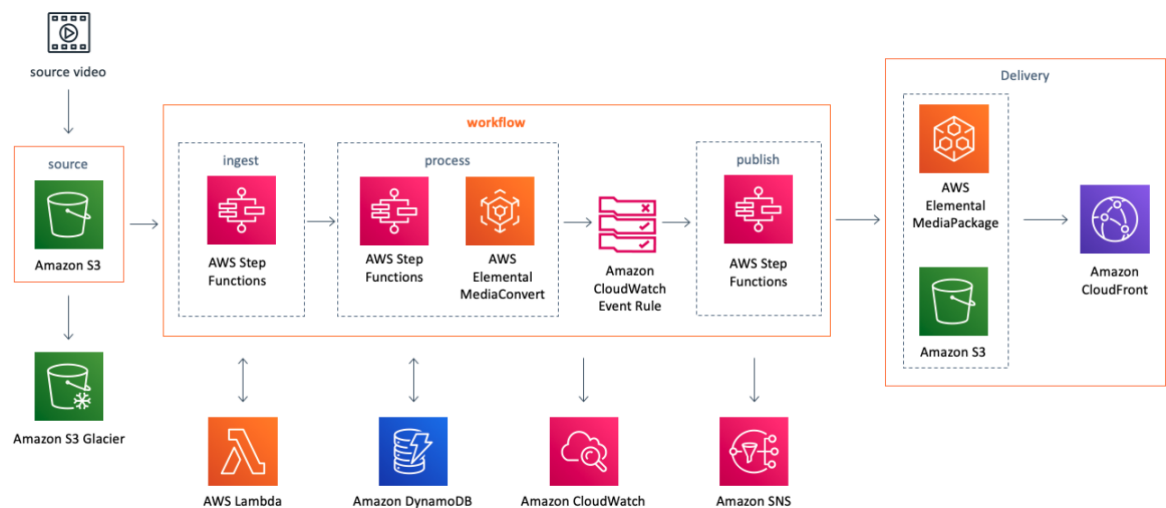 source video
source
Amazon S3
Amazon S3 Glacier
workflow
ingest
AWS Step
Functions
process
AWS Step
Functions
AWS
Elemental
MediaConvert
Amazon
CloudWatch
Event Rule
publish
AWS Step
Functions
AWS Lambda
Amazon DynamoDB
Amazon CloudWatch
Amazon SNS
Delivery
AWS
Elemental
MediaPackage
Amazon S3
Amazon
CloudFront